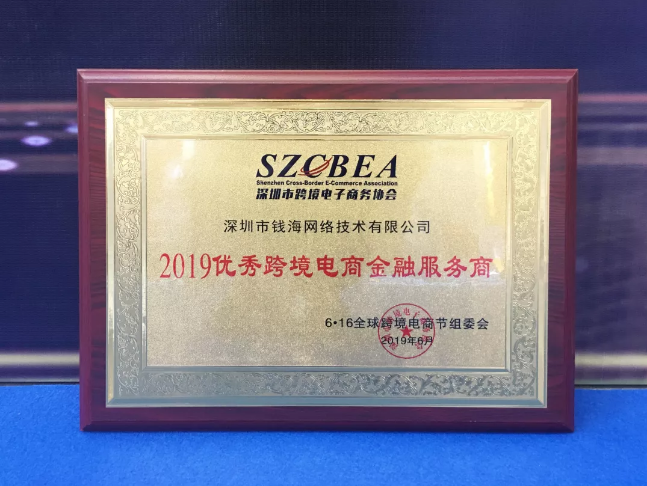 SZCBEA
Shenzhen Cross-Border E-Commerce Association
深圳市跨境电子商务协会
深圳市钱海网络技术有限公司
2019优秀跨境电商金融服务商
6·16全球跨境电商节组委会
2019年6月